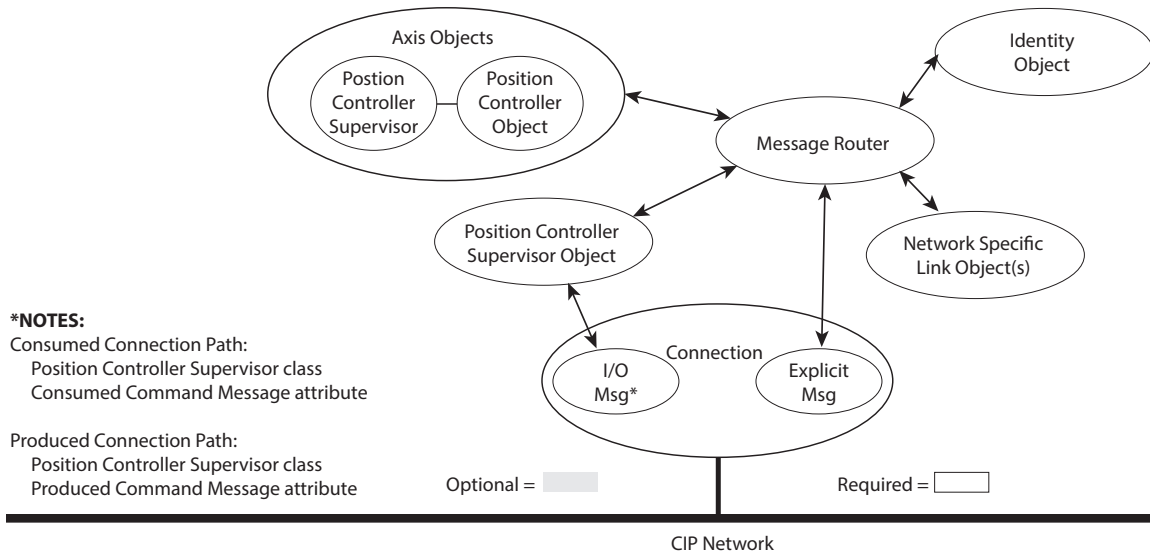 Axis Objects
Postion
Controller
Supervisor
Position
Controller
Object
Identity
Object
Message Router
Position Controller
Supervisor Object
Network Specific
Link Object(s)
*NOTES:
Consumed Connection Path:
Position Controller Supervisor class
Consumed Command Message attribute
Produced Connection Path:
Position Controller Supervisor class
Produced Command Message attribute
Connection
I/O
Msg*
Explicit
Msg
Optional =
Required =
CIP Network